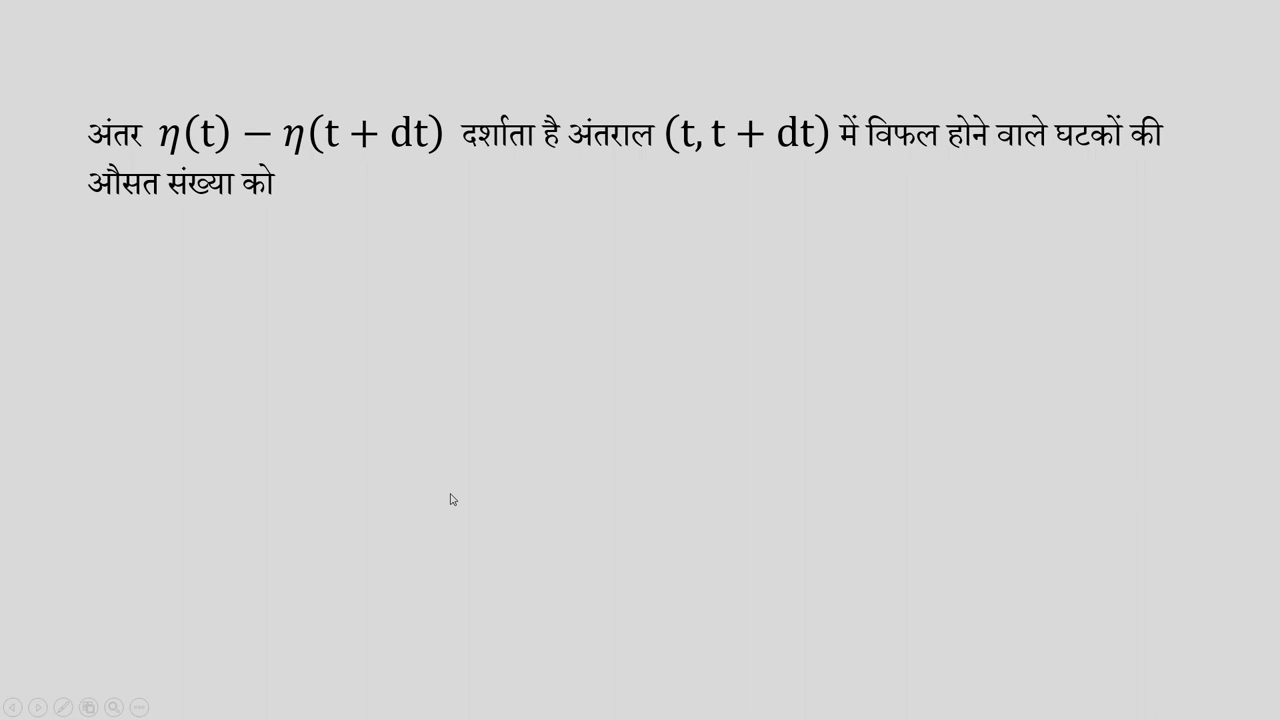 अंतर η(t) − η(t + dt) दर्शाता है अंतराल (t, t + dt) में विफल होने वाले घटकों की
औसत संख्या को